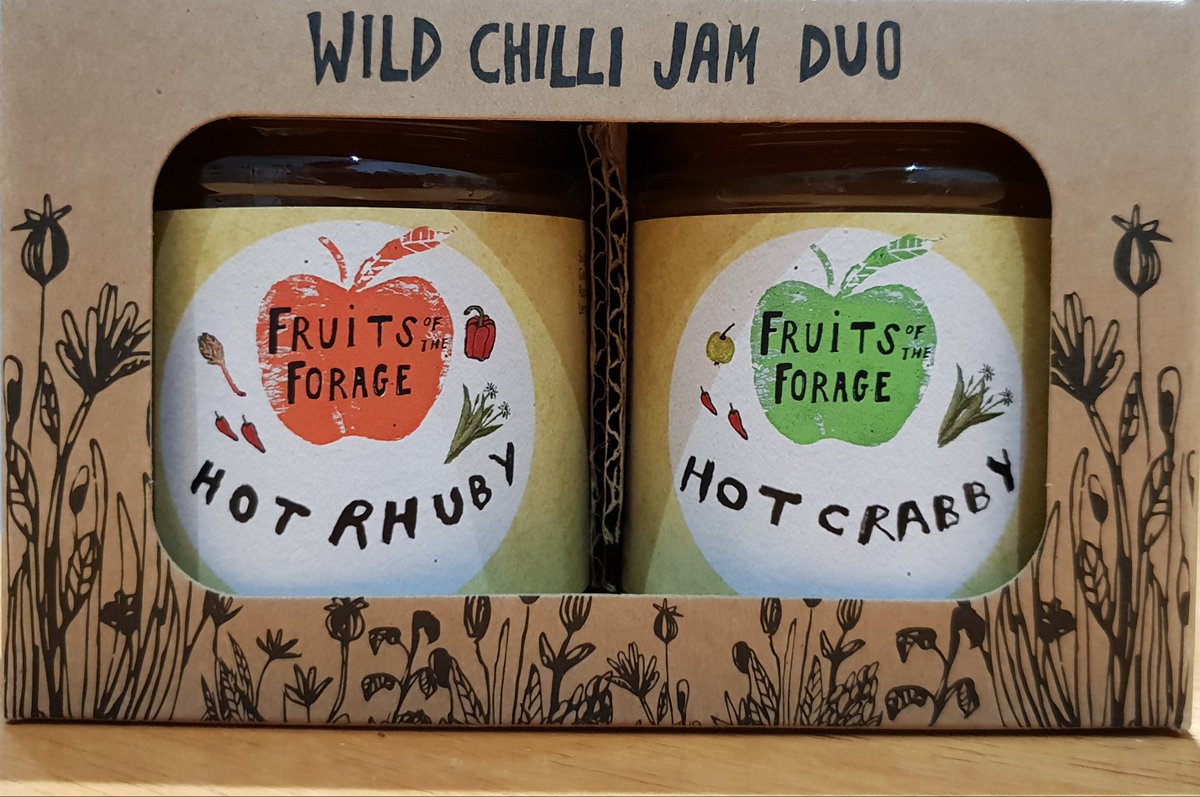 WILD CHILLI JAM DUO
FRUiTS OF THE
FORAGE
HOT RHUBY
FRUiTS OF THE
FORAGE
HOT CRABBY